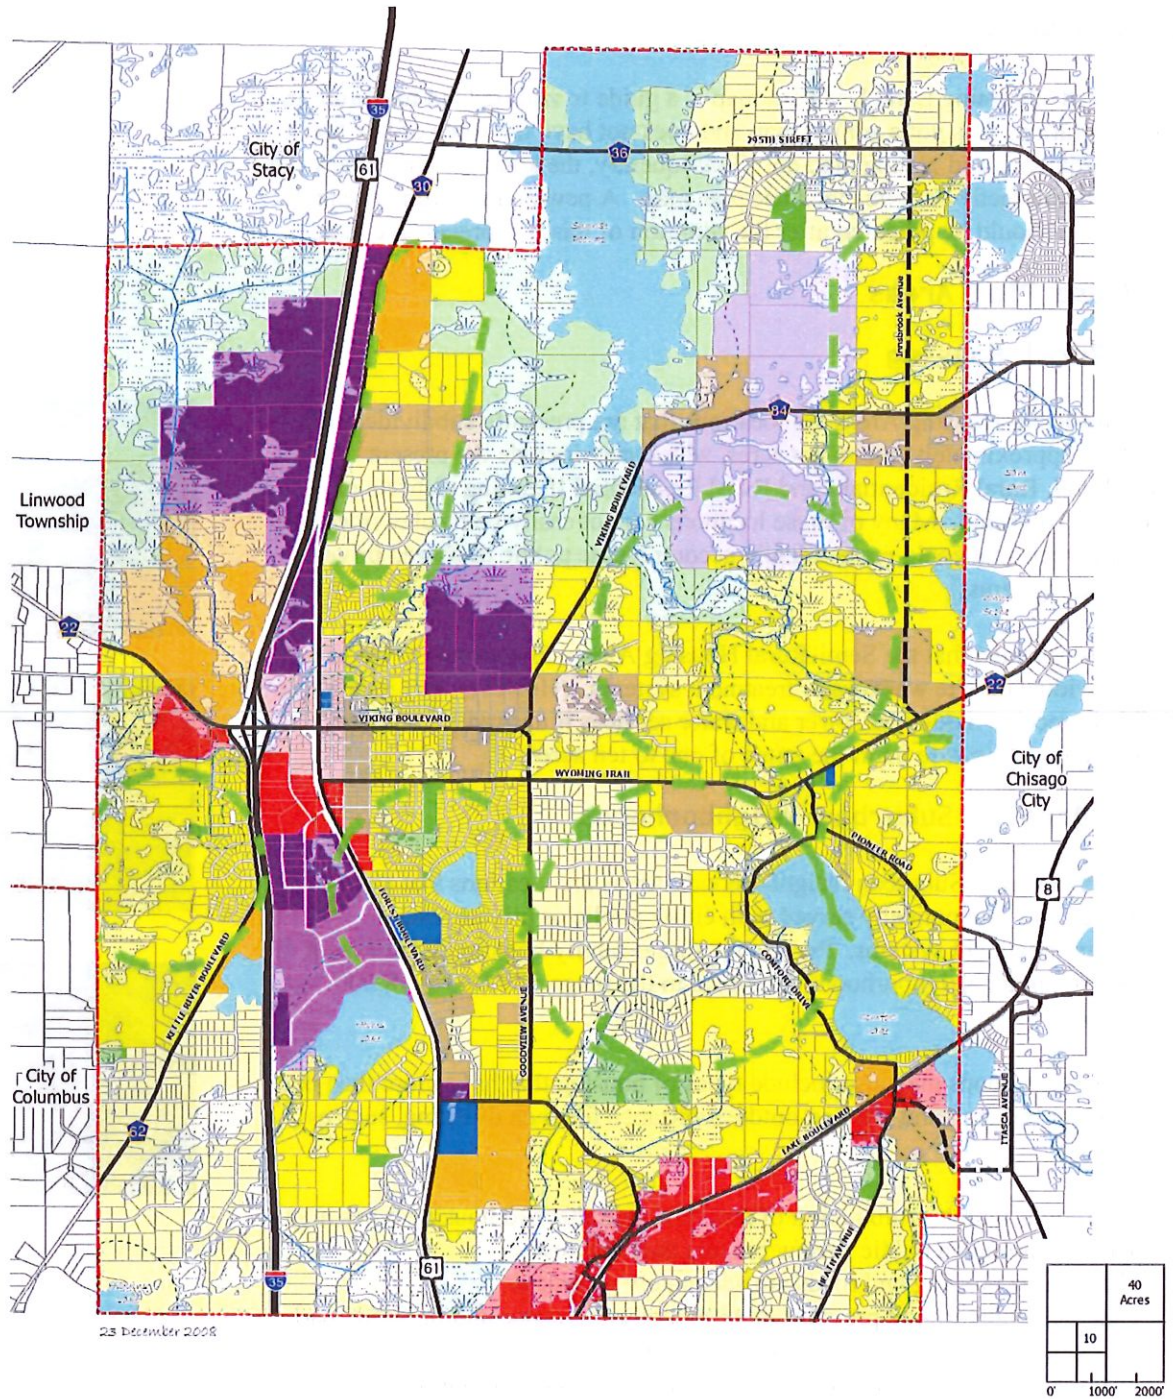 35
36
295TH STREET
City of
Stacy
61
30
Innsbrook Avenue
84
VIKING BOULEVARD
Linwood
Township
22
22
VIKING BOULEVARD
WYOMING TRAIL
City of
Chisago
City
PIONEER ROAD
8
FOREST BOULEVARD
KETTLE RIVER BOULEVARD
COMFORT DRIVE
GOODVIEW AVENUE
City of
Columbus
62
LAKE BOULEVARD
ITASCA AVENUE
HEATH AVENUE
61
35
23 December 2008
40
Acres
10
0' 1000' 2000'